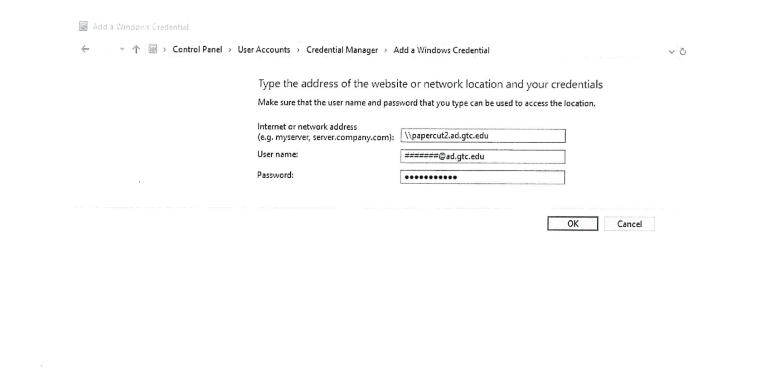 Add a Windows Credential
Control Panel > User Accounts > Credential Manager > Add a Windows Credential
Type the address of the website or network location and your credentials
Make sure that the user name and password that you type can be used to access the location.
Internet or network address
(e.g. myserver, server.company.com): \\papercut2.ad.gtc.edu
User name: #######@ad.gtc.edu
Password: •••••••••••
OK Cancel